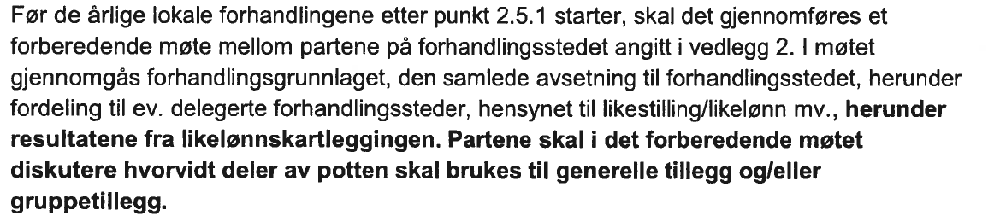 Før de årlige lokale forhandlingene etter punkt 2.5.1 starter, skal det gjennomføres et
forberedende møte mellom partene på forhandlingsstedet angitt i vedlegg 2. I møtet
gjennomgås forhandlingsgrunnlaget, den samlede avsetning til forhandlingsstedet, herunder
fordeling til ev. delegerte forhandlingssteder, hensynet til likestilling/likelønn mv., herunder
resultatene fra likelønnskartleggingen. Partene skal i det forberedende møtet
diskutere hvorvidt deler av potten skal brukes til generelle tillegg og/eller
gruppetillegg.